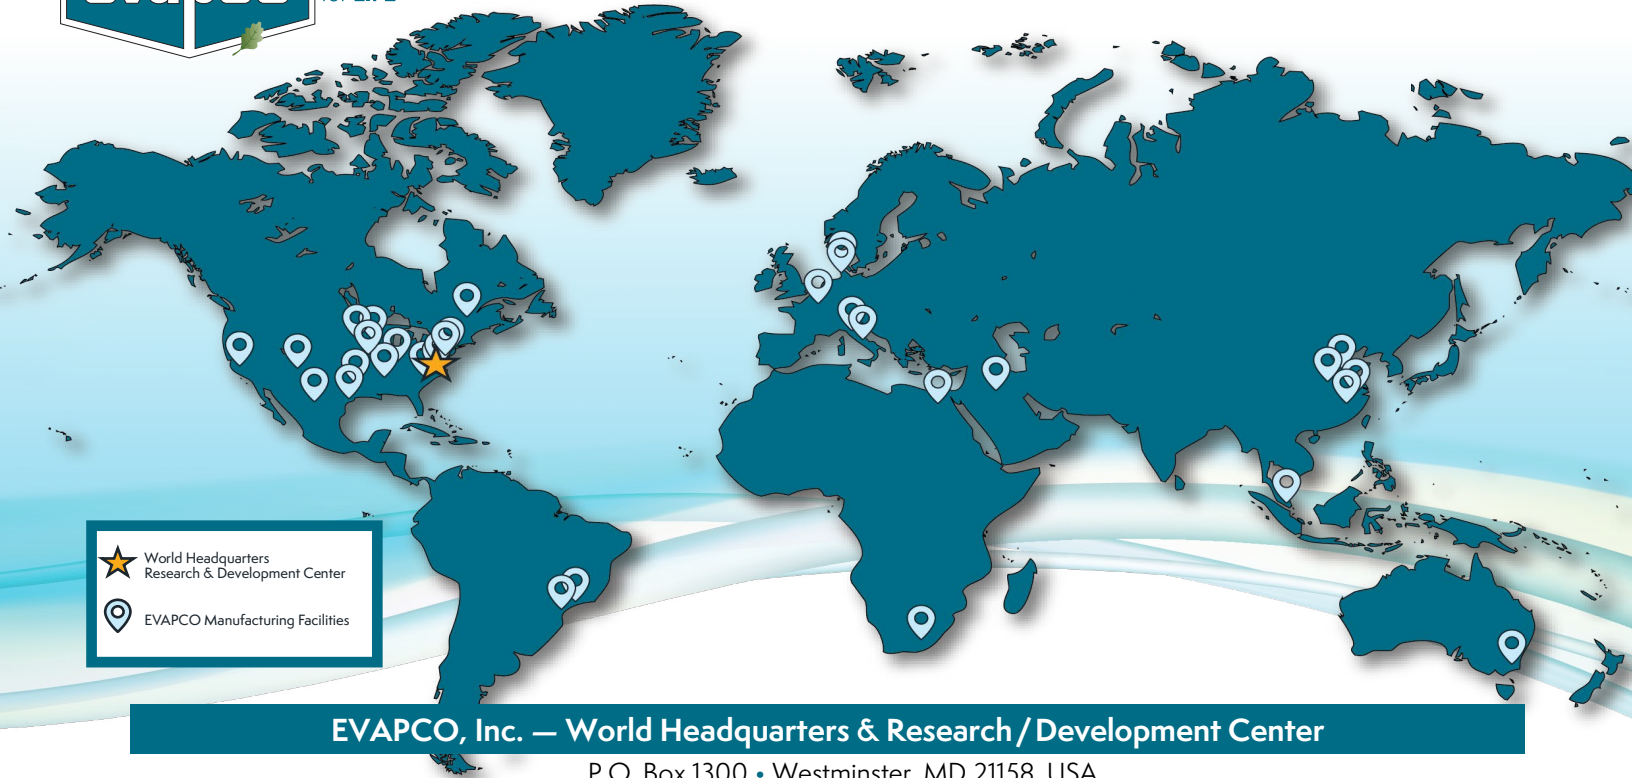 World Headquarters
Research & Development Center
EVAPCO Manufacturing Facilities
EVAPCO, Inc. — World Headquarters & Research / Development Center
P.O. Box 1300 • Westminster, MD 21158 USA